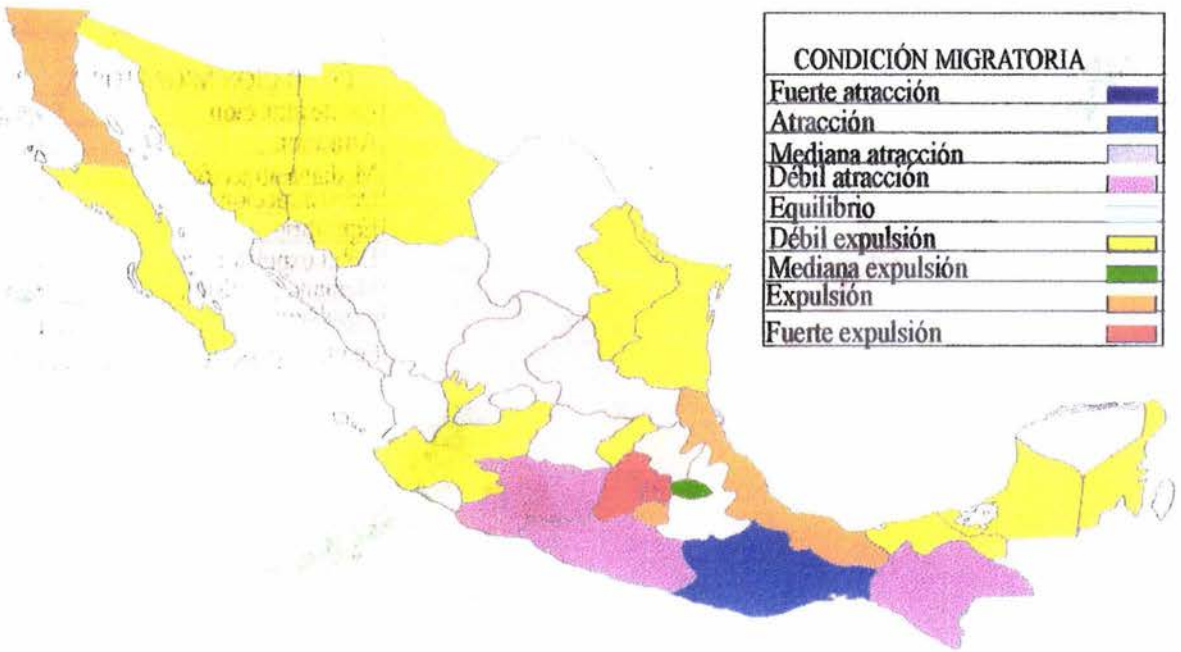 CONDICIÓN MIGRATORIA
Fuerte atracción
Atracción
Mediana atracción
Débil atracción
Equilibrio
Débil expulsión
Mediana expulsión
Expulsión
Fuerte expulsión